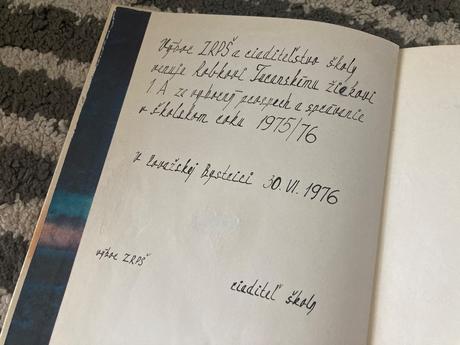 Výbor ZRPŠ a riaditeľstvo školy
venuje Robkovi Tacanskému žiakovi
1. A za výborný prospech a správanie
v školskom roku 1975/76
v Považskej Bystrici 30. VI. 1976
výbor ZRPŠ
riaditeľ školy